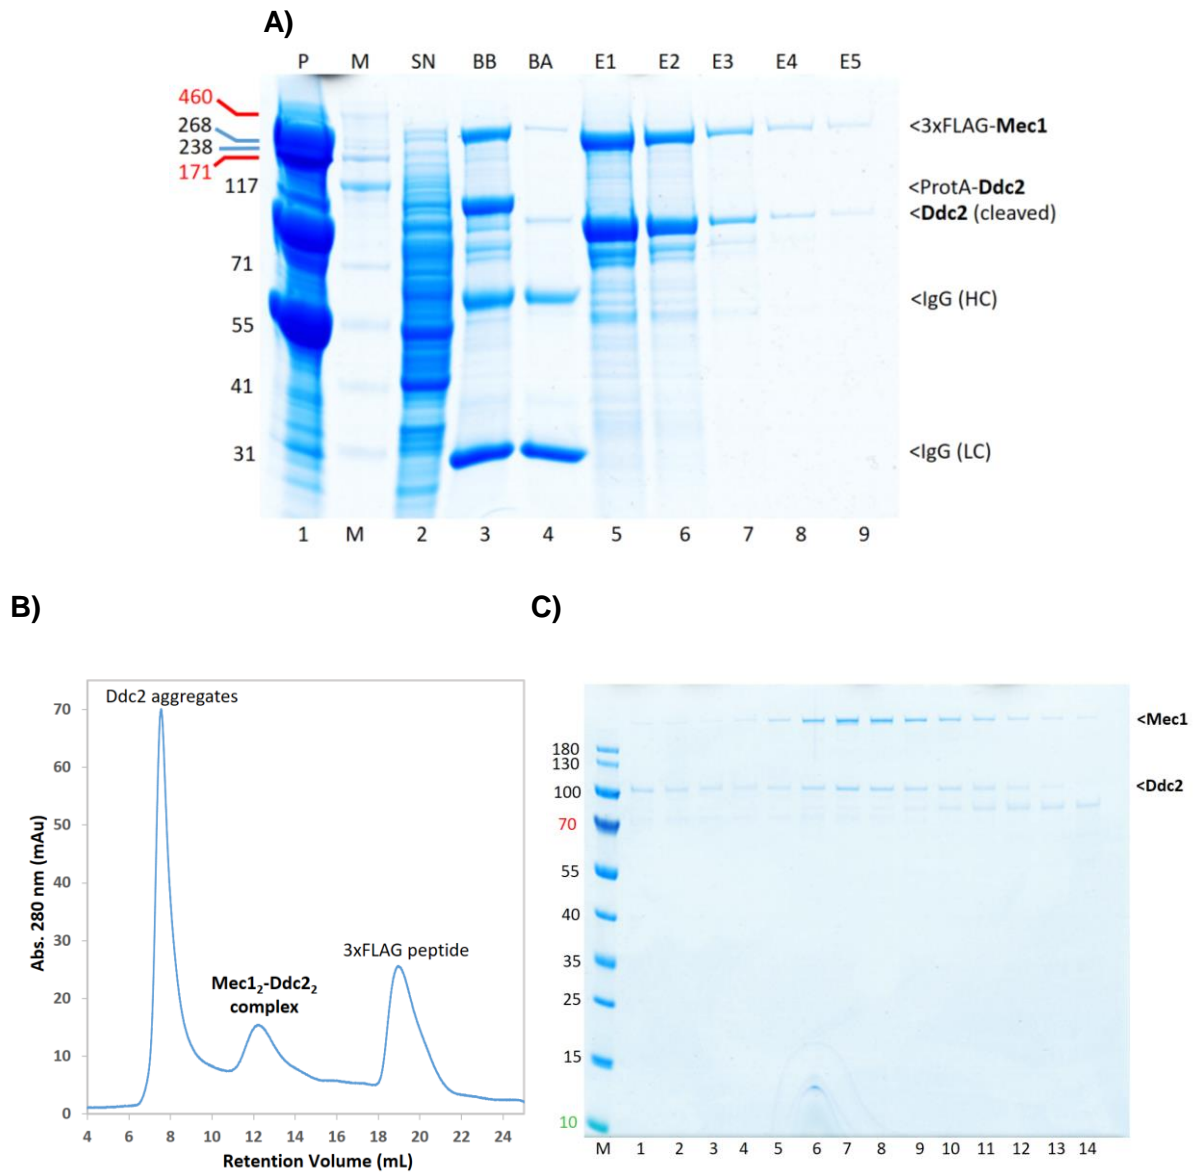 A)
P M SN BB BA E1 E2 E3 E4 E5
460
268
238
171
117
71
55
41
31
<3xFLAG-Mec1
<ProtA-Ddc2
<Ddc2 (cleaved)
<IgG (HC)
<IgG (LC)
1 M 2 3 4 5 6 7 8 9
B)
Ddc2 aggregates
Mec1₂-Ddc2₂
complex
3xFLAG peptide
Abs. 280 nm (mAu)
70
60
50
40
30
20
10
0
4 6 8 10 12 14 16 18 20 22 24
Retention Volume (mL)
C)
180
130
100
70
55
40
35
25
15
10
<Mec1
<Ddc2
M 1 2 3 4 5 6 7 8 9 10 11 12 13 14